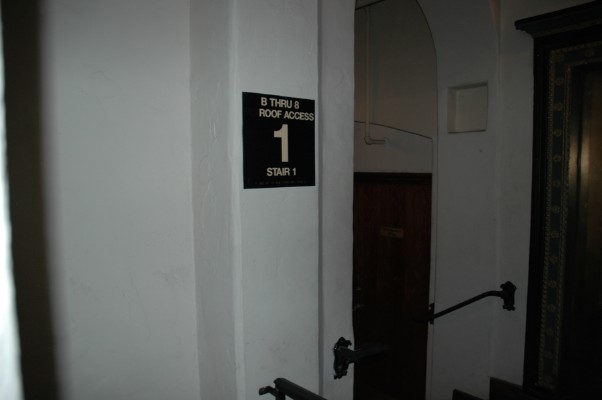 B THRU 8
ROOF ACCESS
1
STAIR 1